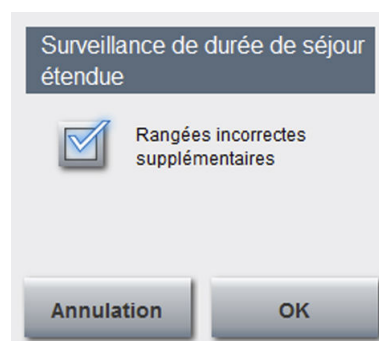 Surveillance de durée de séjour
étendue
Rangées incorrectes
supplémentaires
Annulation
OK